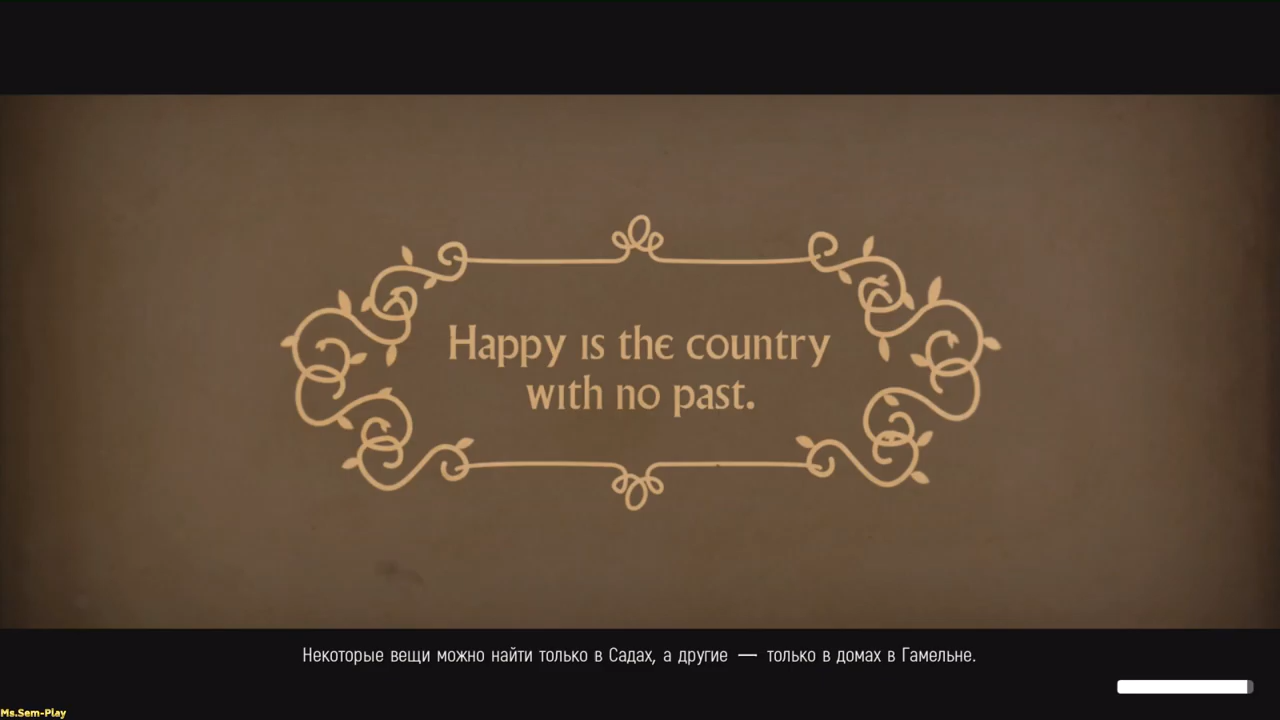 Happy is the country
with no past.
Некоторые вещи можно найти только в Садах, а другие — только в домах в Гамельне.
Ms.Sem-Play